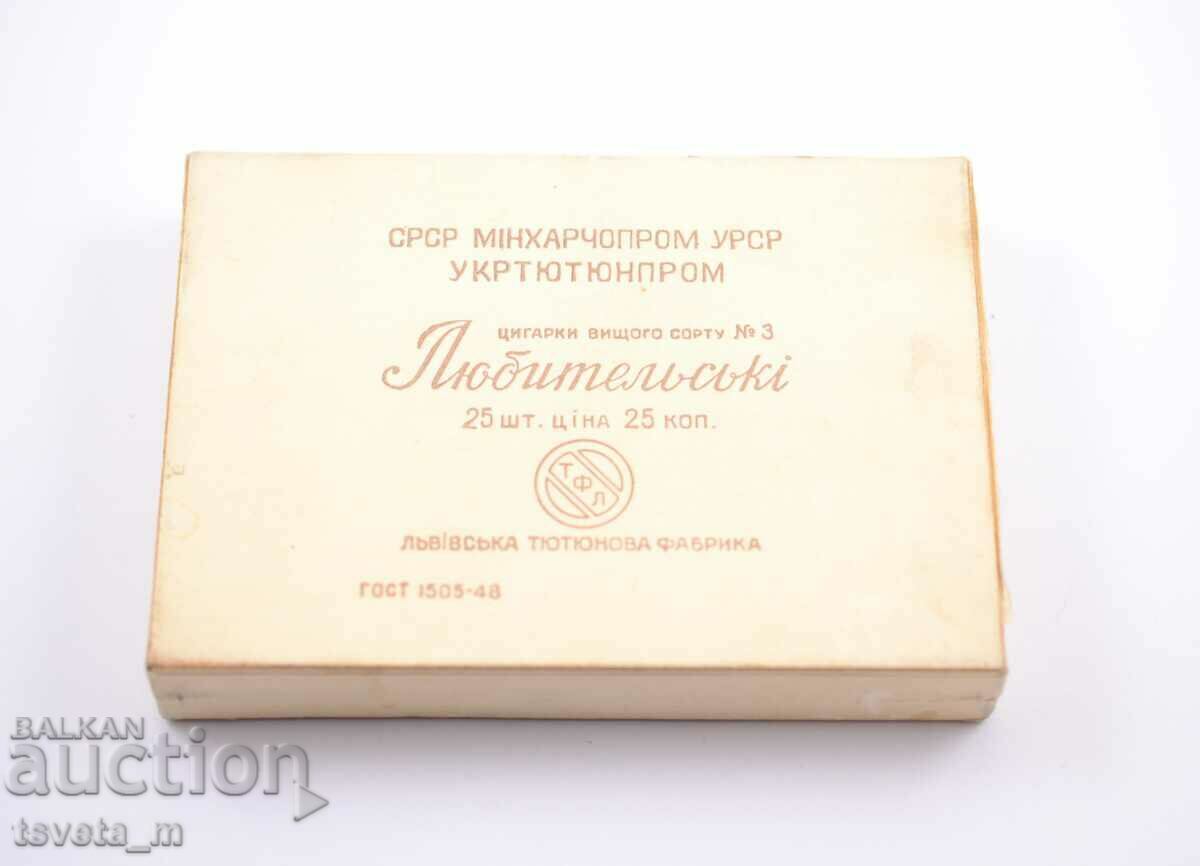 СРСР МІНХАРЧОПРОМ УРСР
УКРТЮТЮНПРОМ
ЦИГАРКИ ВИЩОГО СОРТУ № 3
Любительські
25 ШТ. ЦІНА 25 КОП.
ТФЛ
ЛЬВІВСЬКА ТЮТЮНОВА ФАБРИКА
ГОСТ 1505-48
BALKAN
auction
tsveta_m